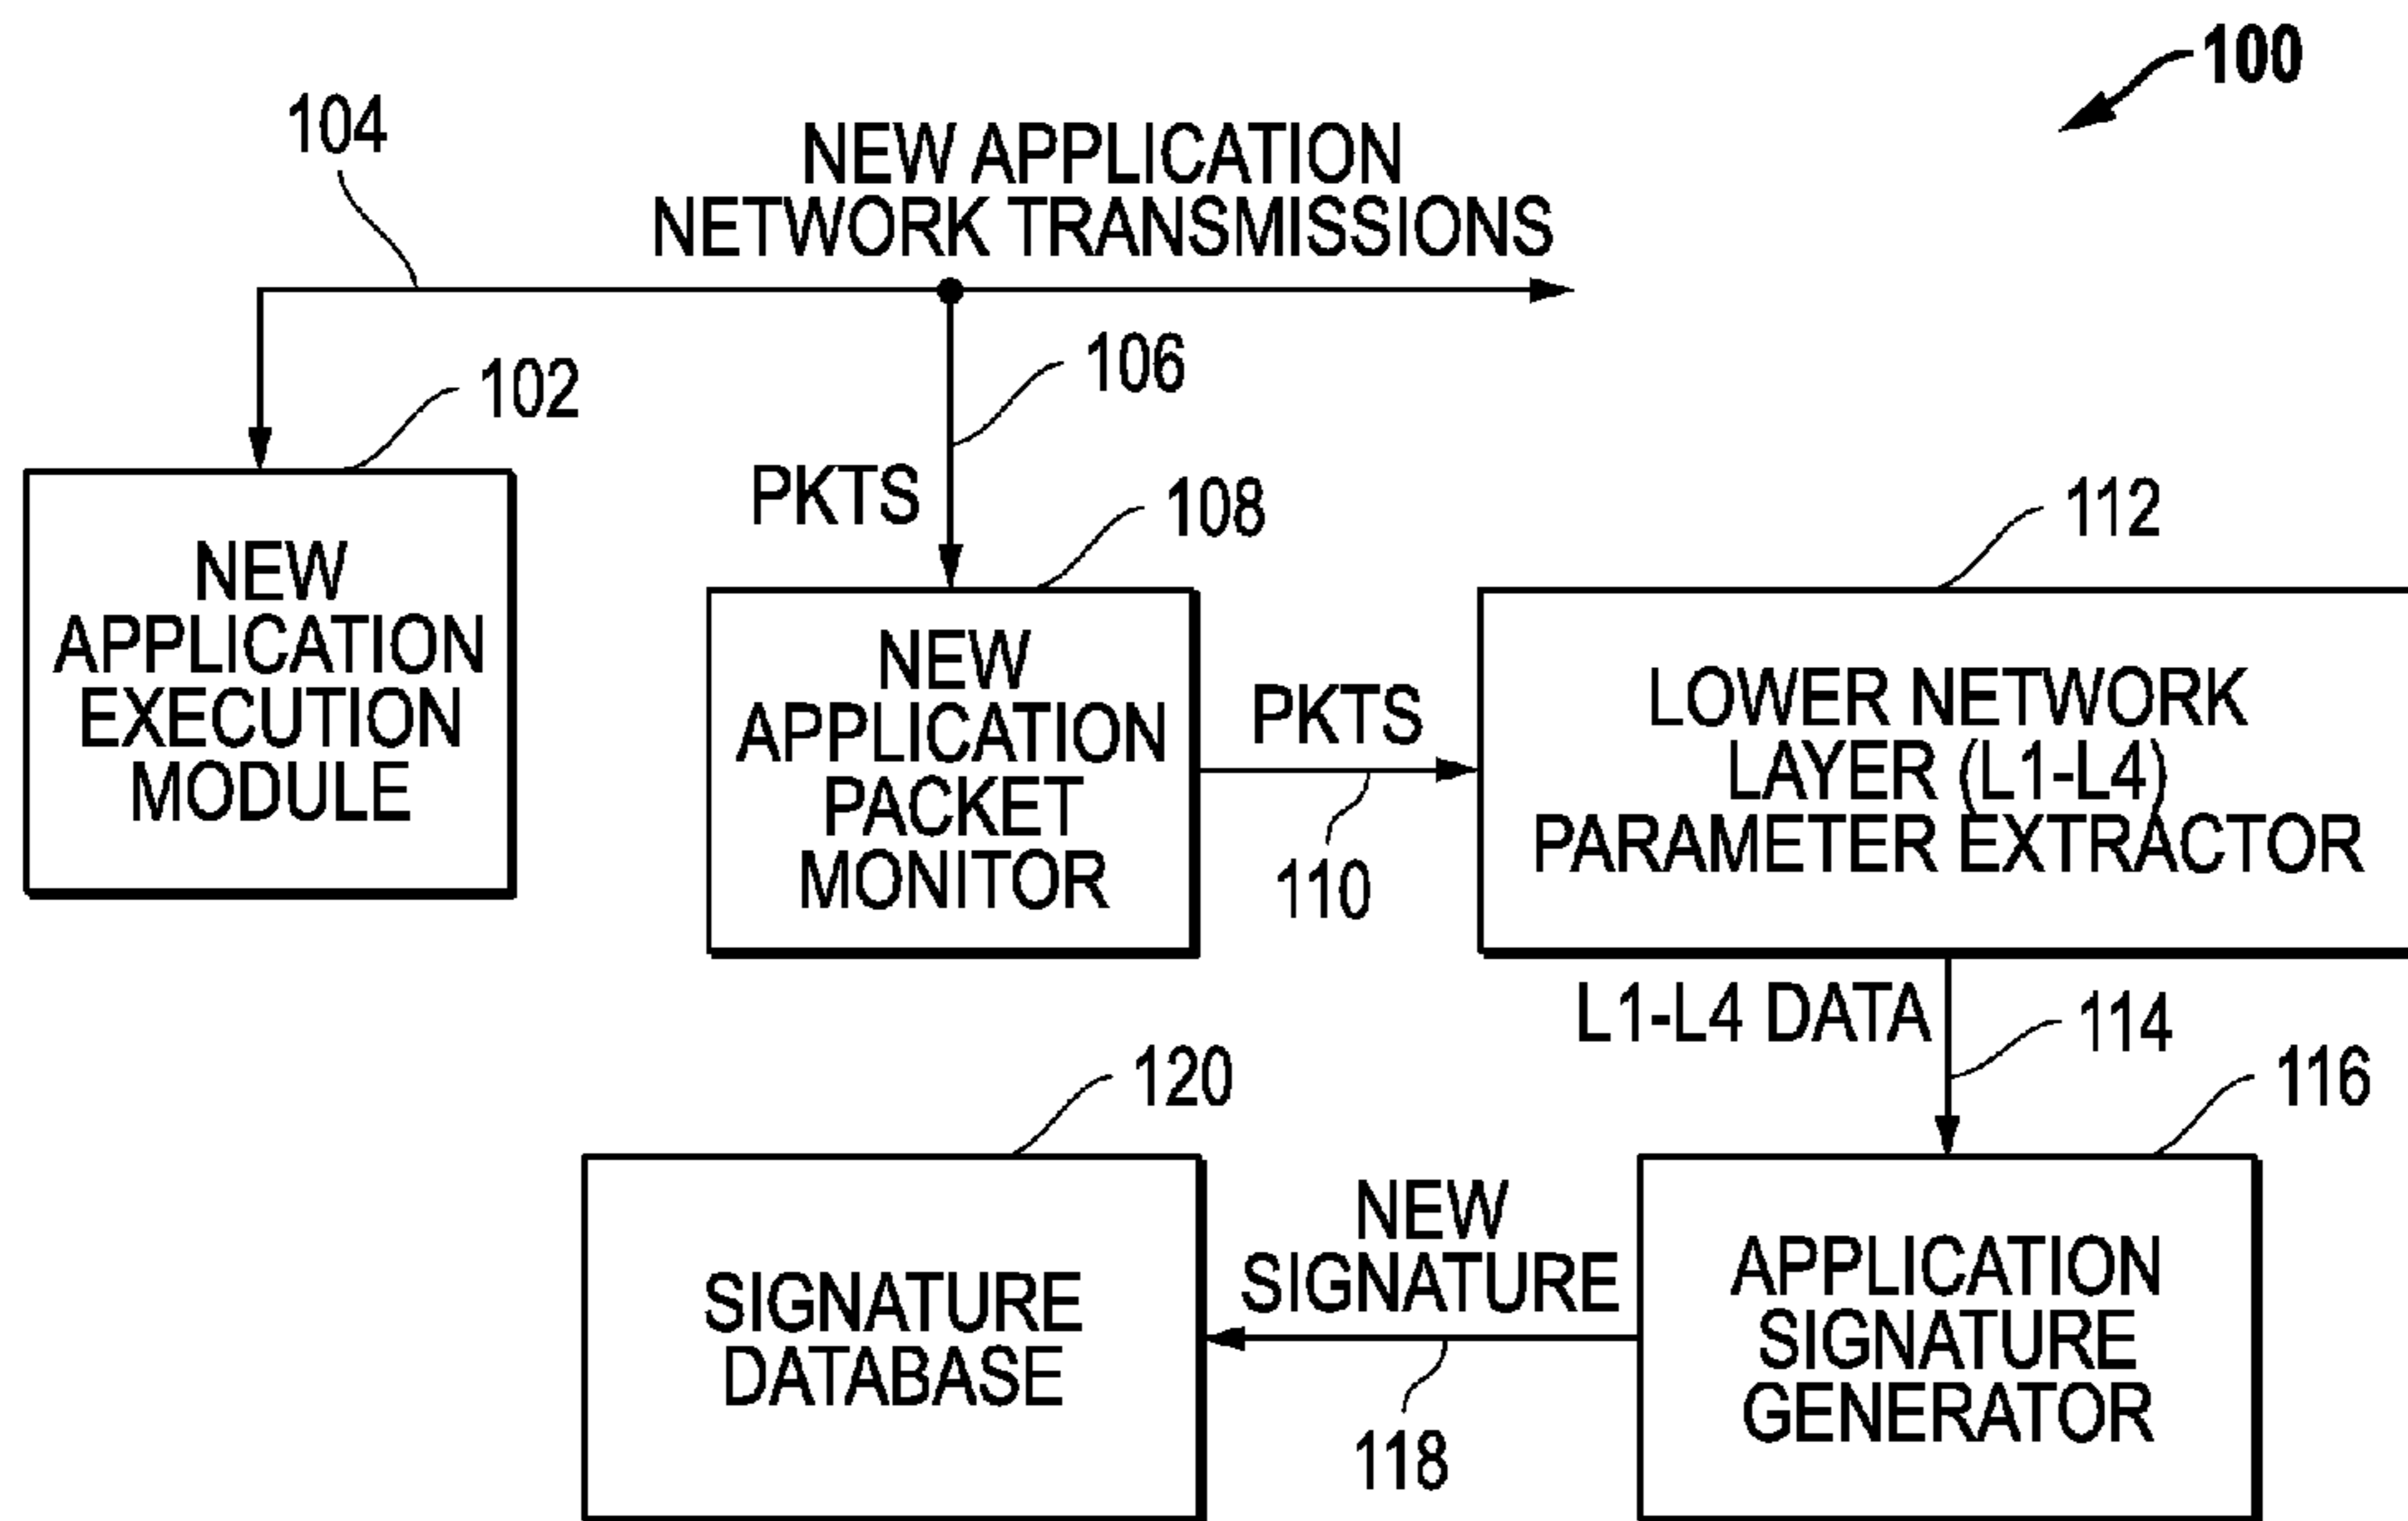 100
104
NEW APPLICATION
NETWORK TRANSMISSIONS
106
102
PKTS
108
112
NEW
APPLICATION
EXECUTION
MODULE
NEW
APPLICATION
PACKET
MONITOR
PKTS
110
LOWER NETWORK
LAYER (L1-L4)
PARAMETER EXTRACTOR
L1-L4 DATA
114
120
116
NEW
SIGNATURE
118
SIGNATURE
DATABASE
APPLICATION
SIGNATURE
GENERATOR